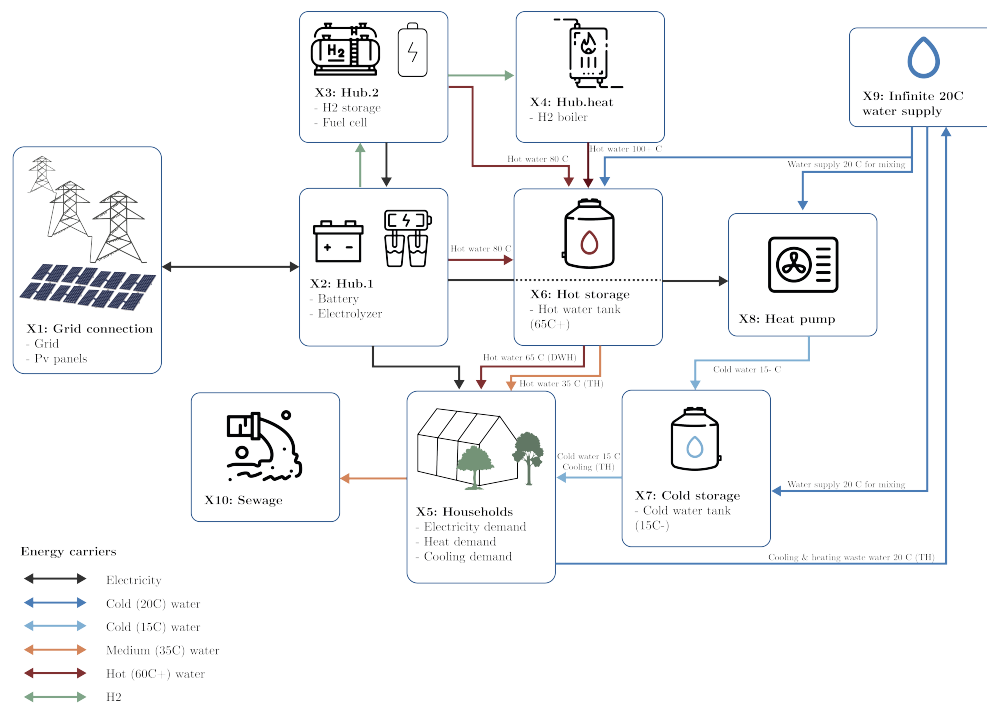 H2
X3: Hub.2
- H2 storage
- Fuel cell
X4: Hub.heat
- H2 boiler
X9: Infinite 20C
water supply
Hot water 100+ C
Hot water 80 C
Water supply 20 C for mixing
X1: Grid connection
- Grid
- Pv panels
X2: Hub.1
- Battery
- Electrolyzer
Hot water 80 C
X6: Hot storage
- Hot water tank
(65C+)
X8: Heat pump
Hot water 65 C (DWH)
Hot water 35 C (TH)
Cold water 15- C
X10: Sewage
X5: Households
- Electricity demand
- Heat demand
- Cooling demand
Cold water 15 C
Cooling (TH)
X7: Cold storage
- Cold water tank
(15C-)
Water supply 20 C for mixing
Cooling & heating waste water 20 C (TH)
Energy carriers
Electricity
Cold (20C) water
Cold (15C) water
Medium (35C) water
Hot (60C+) water
H2